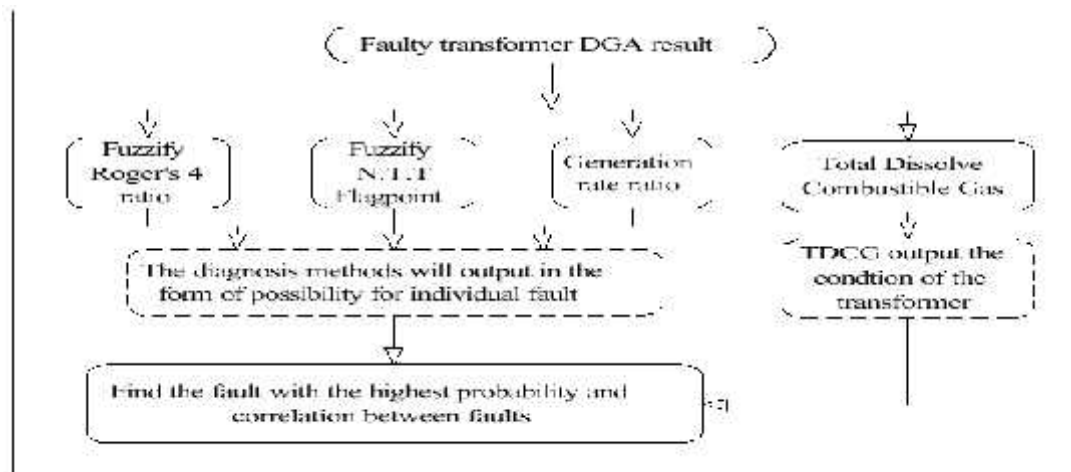 Faulty transformer DGA result
Fuzzify
Roger's 4
ratio
Fuzzify
N.T.T
Flagpoint
Generation
rate ratio
Total Dissolve
Combustible Gas
The diagnosis methods will output in the
form of possibility for individual fault
TDCG output the
condtion of the
transformer
Find the fault with the highest probability and
correlation between faults